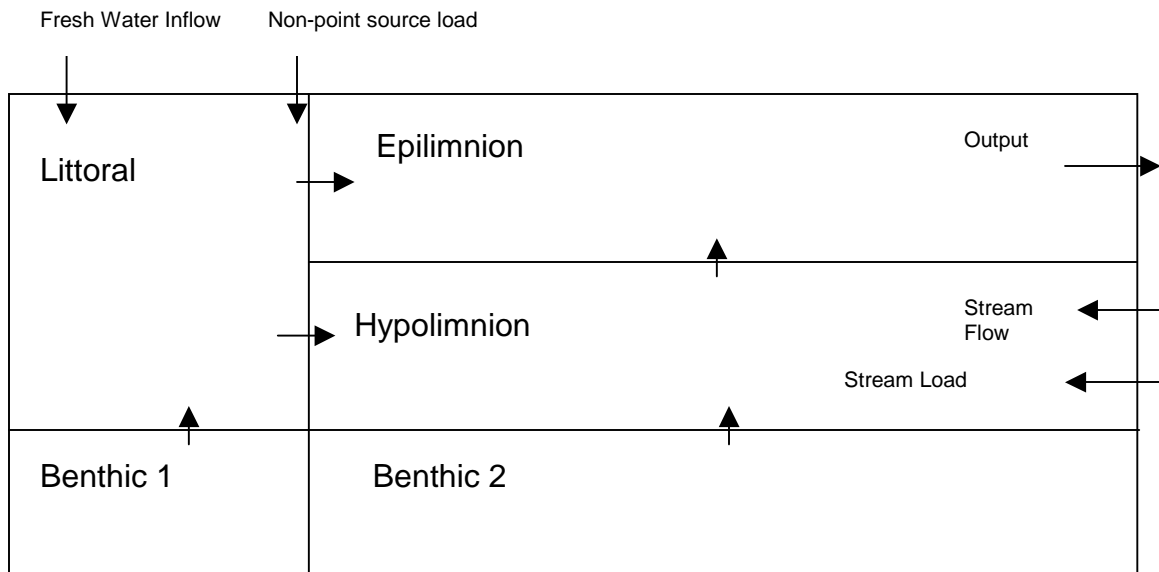 Fresh Water Inflow
Non-point source load
Littoral
Epilimnion
Output
Hypolimnion
Stream
Flow
Stream Load
Benthic 1
Benthic 2